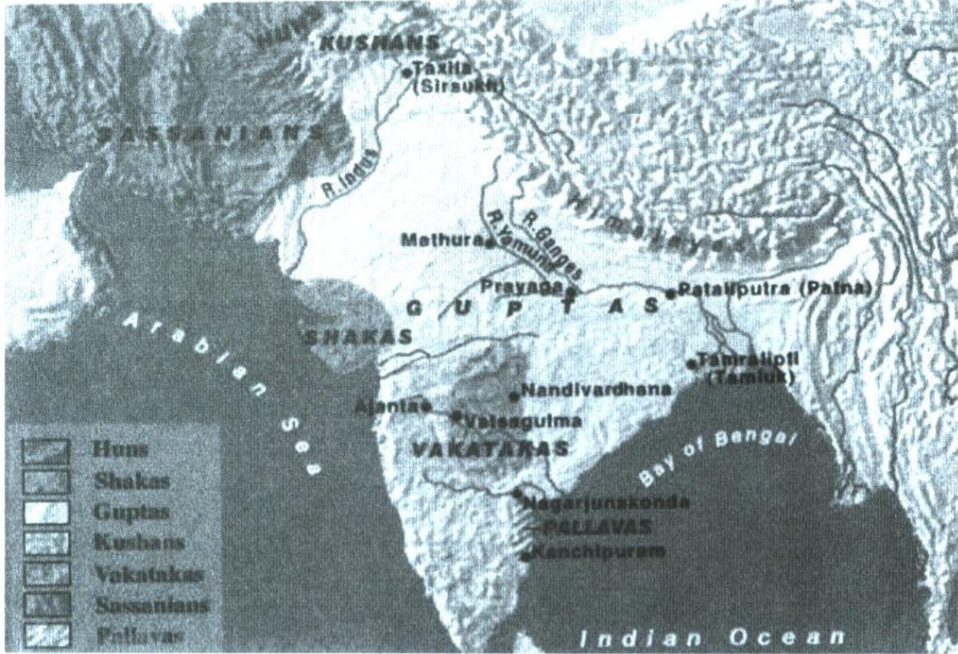 HUNS
KUSHANS
Taxila
(Sirsukh)
SASSANIANS
R.Indus
Himalayas
R.Ganges
R.Yamuna
Mathura
Prayaga
Pataliputra (Patna)
GUPTAS
SHAKAS
Tamralipti
(Tamluk)
Arabian Sea
Nandivardhana
Ajanta
Vatsagulma
VAKATAKAS
Bay of Bengal
Nagarjunakonda
PALLAVAS
Kanchipuram
Indian Ocean
Huns
Shakas
Guptas
Kushans
Vakatakas
Sassanians
Pallavas